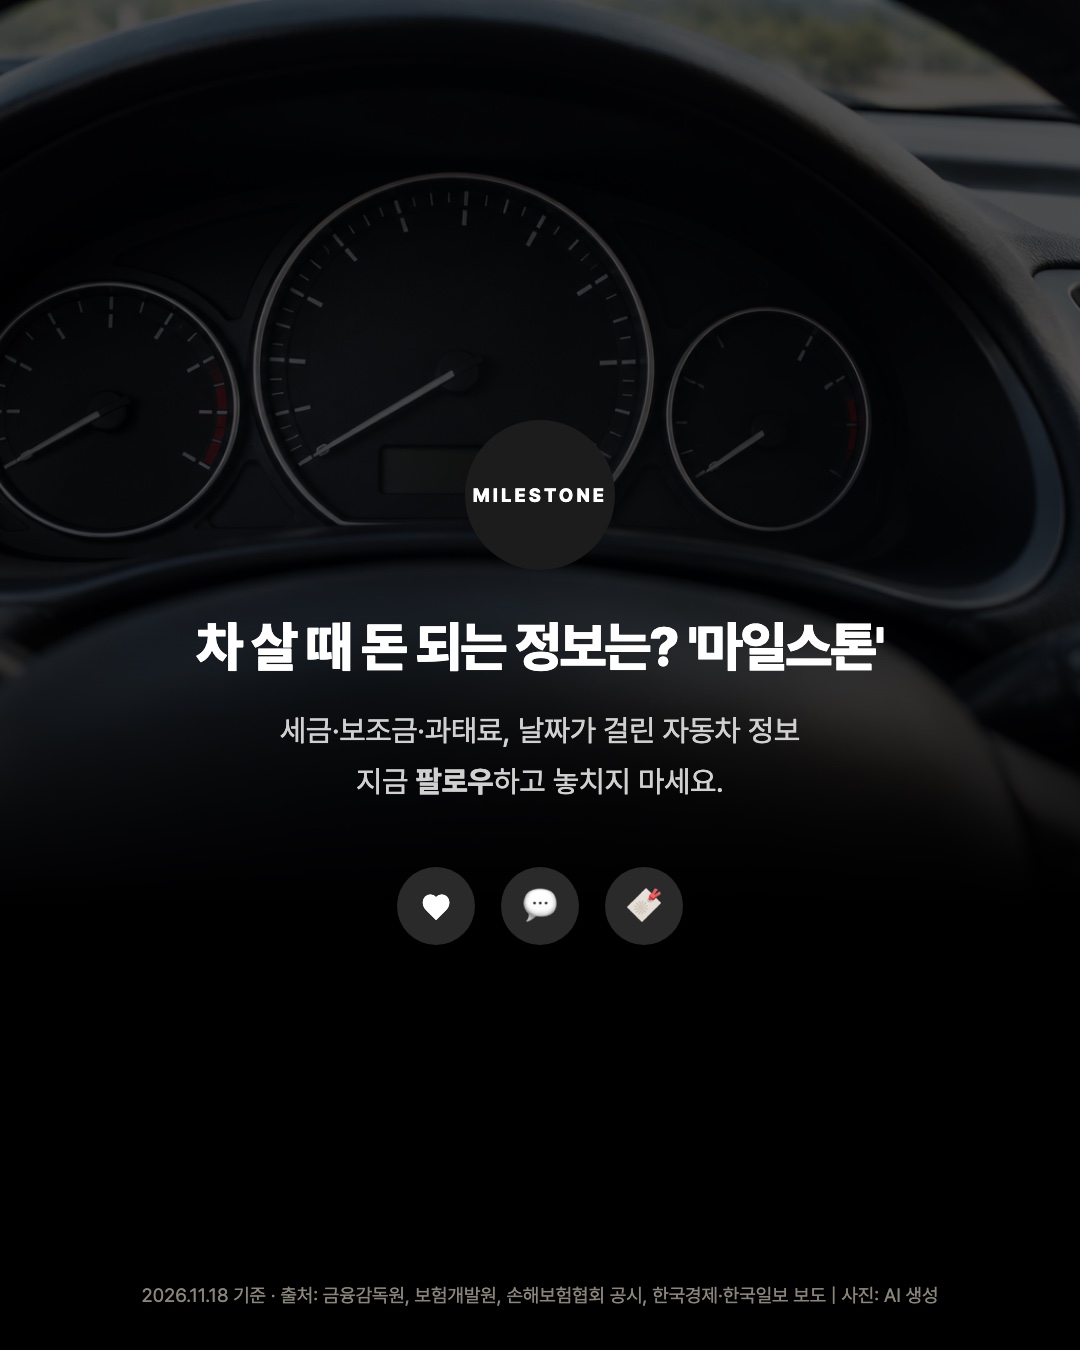 MILESTONE
차 살 때 돈 되는 정보는? '마일스톤'
세금·보조금·과태료, 날짜가 걸린 자동차 정보
지금 팔로우하고 놓치지 마세요.
2026.11.18 기준 · 출처: 금융감독원, 보험개발원, 손해보험협회 공시, 한국경제·한국일보 보도 | 사진: AI 생성